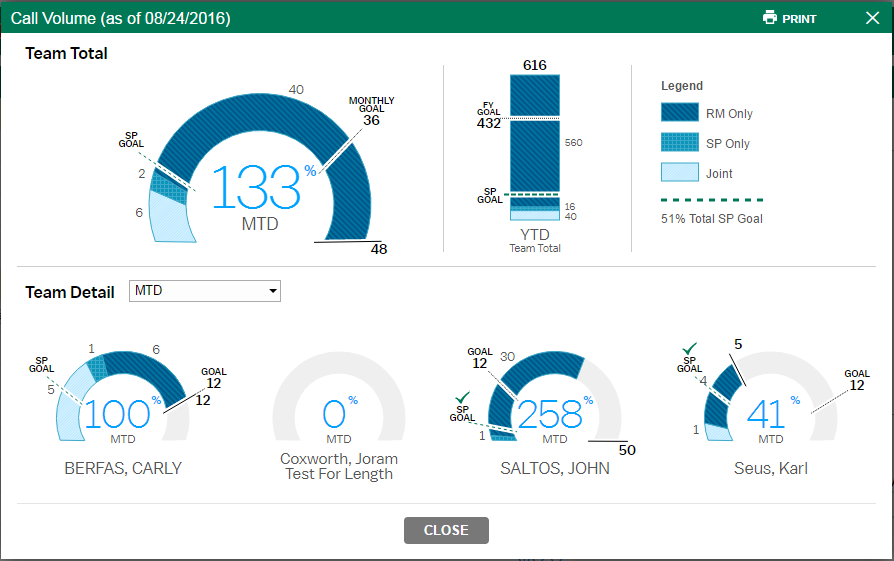 Call Volume (as of 08/24/2016)
PRINT
Team Total
40
MONTHLY
GOAL
36
SP
GOAL
2
6
133%
MTD
48
616
FY
GOAL
432
560
SP
GOAL
16
40
YTD
Team Total
Legend
RM Only
SP Only
Joint
51% Total SP Goal
Team Detail
MTD
SP
GOAL
5
1
6
GOAL
12
12
100%
MTD
BERFAS, CARLY
0%
MTD
Coxworth, Joram
Test For Length
GOAL
12
30
SP
GOAL
1
258%
MTD
50
SALTOS, JOHN
SP
GOAL
4
1
5
GOAL
12
41%
MTD
Seus, Karl
CLOSE